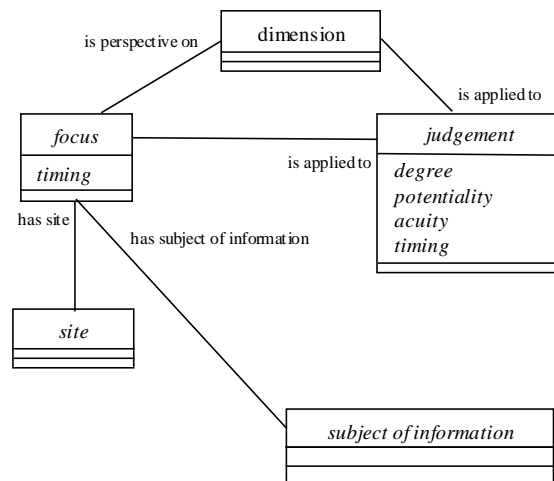 dimension
is perspective on
is applied to
focus
timing
judgement
degree
potentiality
acuity
timing
is applied to
has site
has subject of information
site
subject of information